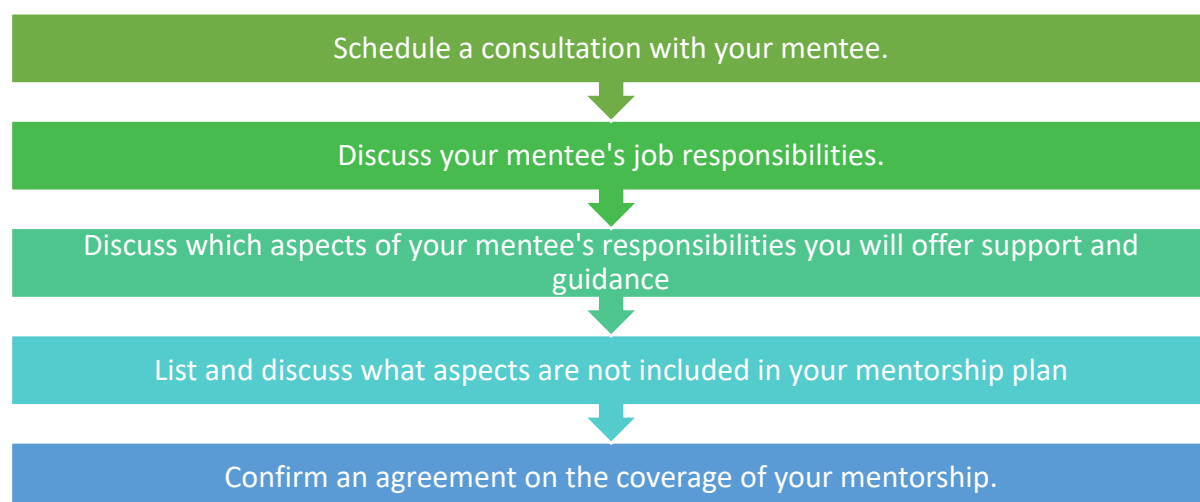 Schedule a consultation with your mentee.
Discuss your mentee's job responsibilities.
Discuss which aspects of your mentee's responsibilities you will offer support and
guidance
List and discuss what aspects are not included in your mentorship plan
Confirm an agreement on the coverage of your mentorship.